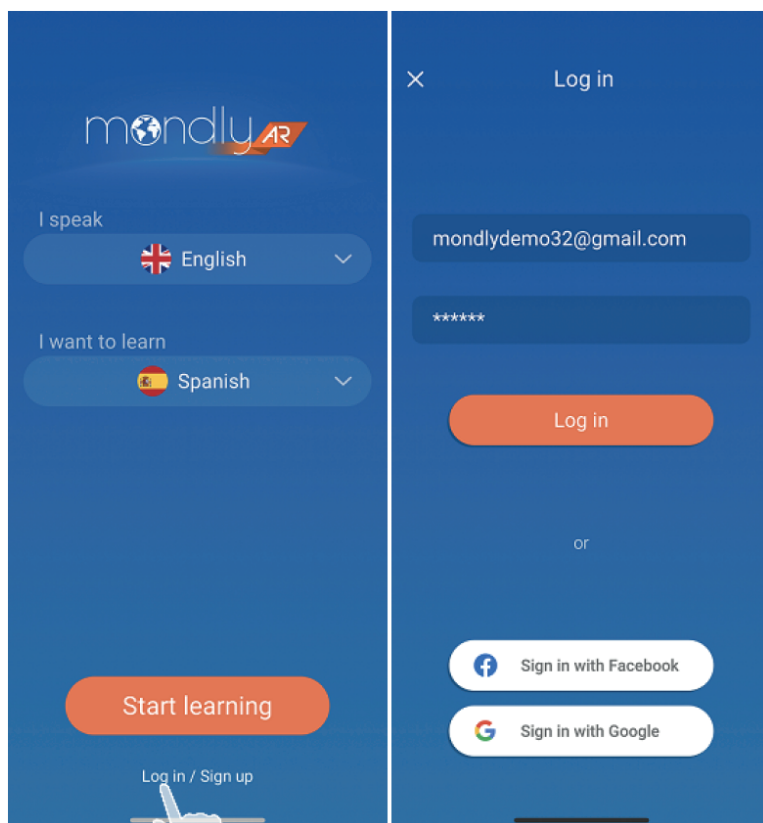 mondly AR
I speak
English
I want to learn
Spanish
Start learning
Log in / Sign up
Log in
mondlydemo32@gmail.com
******
Log in
or
Sign in with Facebook
Sign in with Google